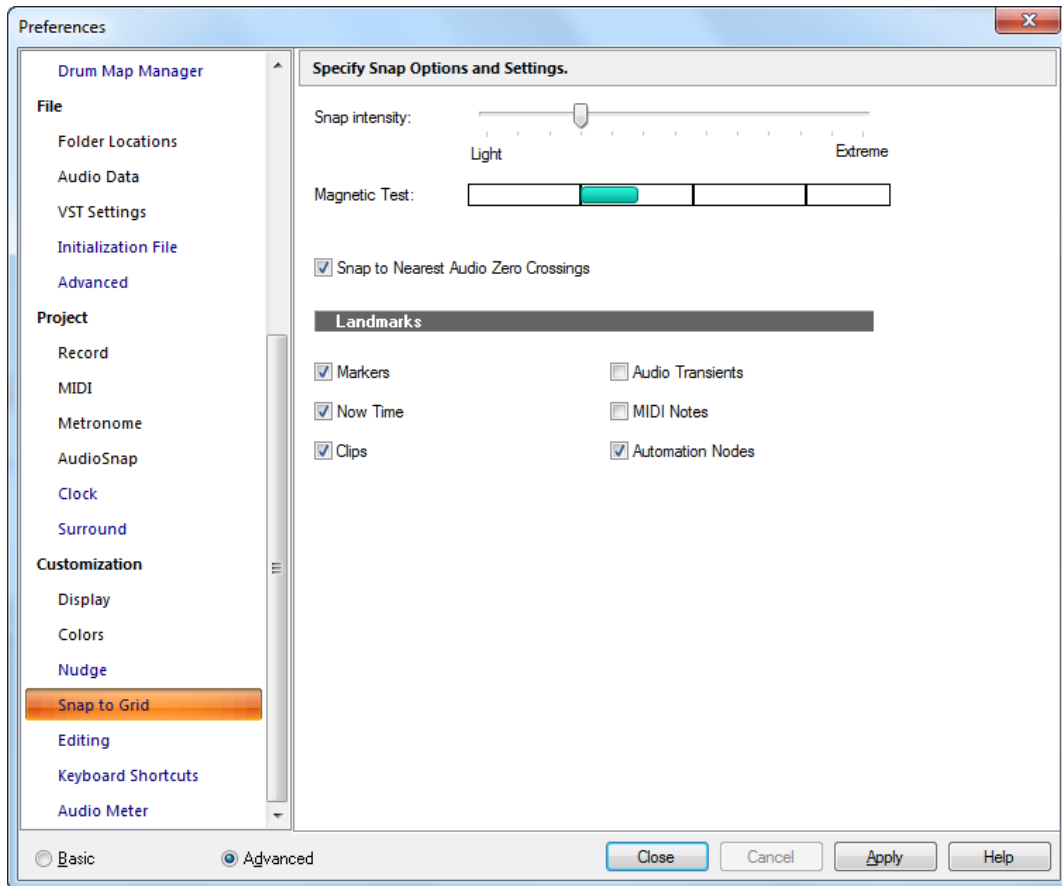 Preferences
Drum Map Manager
File
Folder Locations
Audio Data
VST Settings
Initialization File
Advanced
Project
Record
MIDI
Metronome
AudioSnap
Clock
Surround
Customization
Display
Colors
Nudge
Snap to Grid
Editing
Keyboard Shortcuts
Audio Meter
Specify Snap Options and Settings.
Snap intensity:
Light Extreme
Magnetic Test:
Snap to Nearest Audio Zero Crossings
Landmarks
Markers Audio Transients
Now Time MIDI Notes
Clips Automation Nodes
Basic Advanced Close Cancel Apply Help